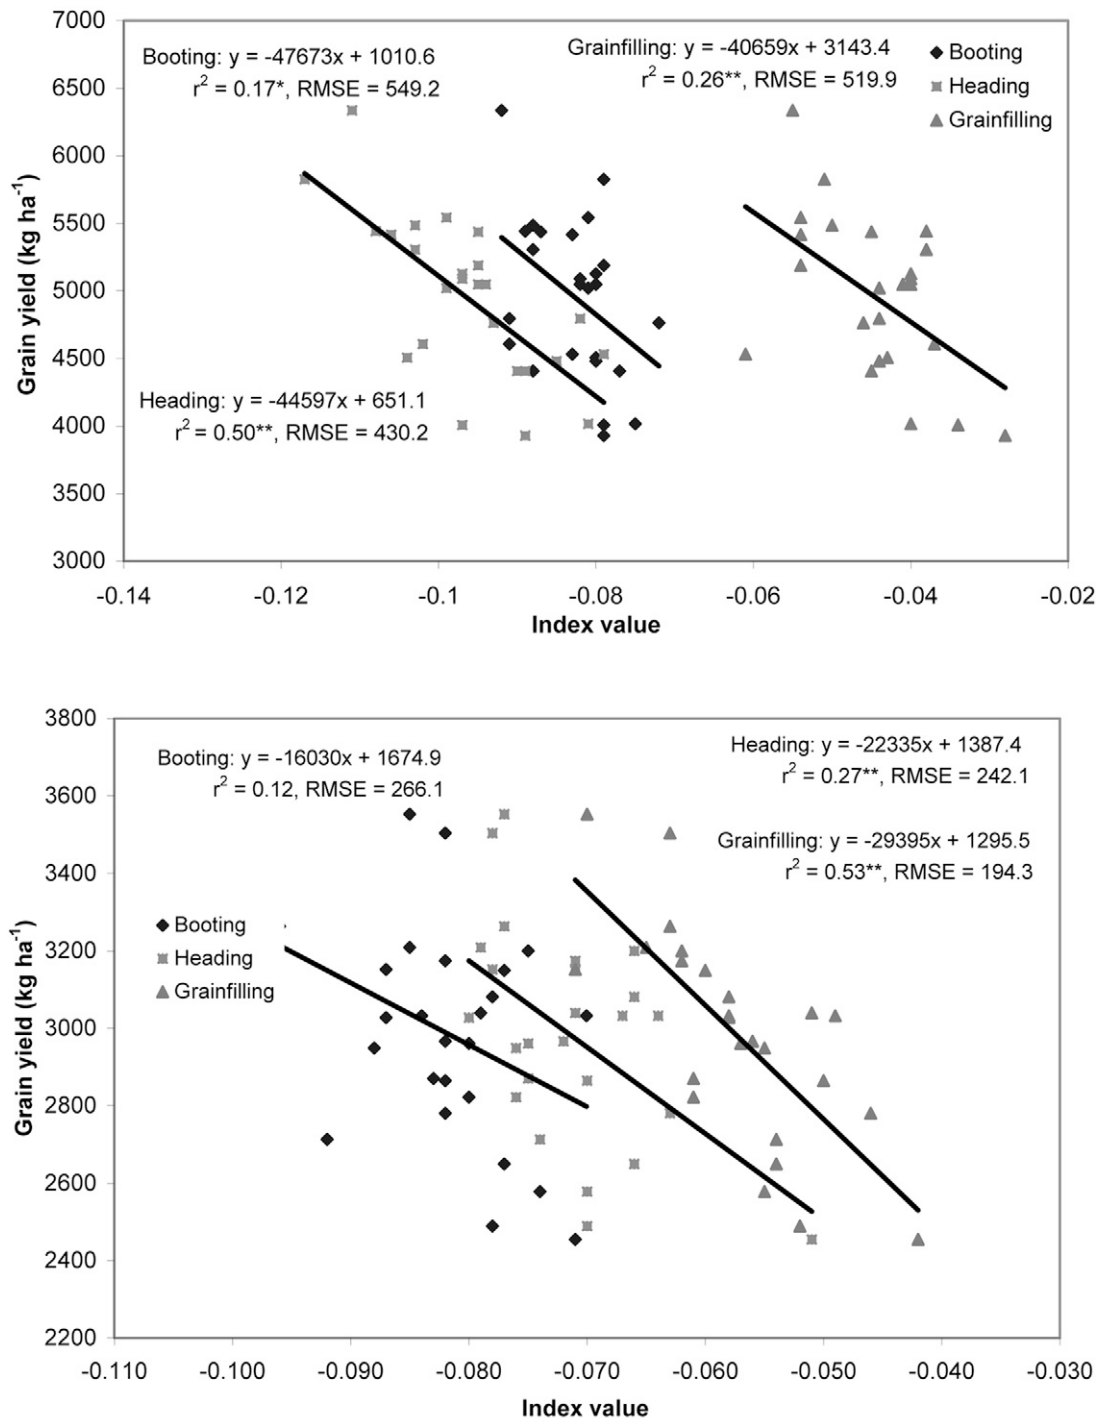 7000
6500
6000
5500
5000
4500
4000
3500
3000
Grain yield (kg ha⁻¹)
Booting: y = -47673x + 1010.6
r² = 0.17*, RMSE = 549.2
Grainfilling: y = -40659x + 3143.4
r² = 0.26**, RMSE = 519.9
Booting
Heading
Grainfilling
Heading: y = -44597x + 651.1
r² = 0.50**, RMSE = 430.2
-0.14 -0.12 -0.1 -0.08 -0.06 -0.04 -0.02
Index value
3800
3600
3400
3200
3000
2800
2600
2400
2200
Grain yield (kg ha⁻¹)
Booting: y = -16030x + 1674.9
r² = 0.12, RMSE = 266.1
Heading: y = -22335x + 1387.4
r² = 0.27**, RMSE = 242.1
Grainfilling: y = -29395x + 1295.5
r² = 0.53**, RMSE = 194.3
Booting
Heading
Grainfilling
-0.110 -0.100 -0.090 -0.080 -0.070 -0.060 -0.050 -0.040 -0.030
Index value